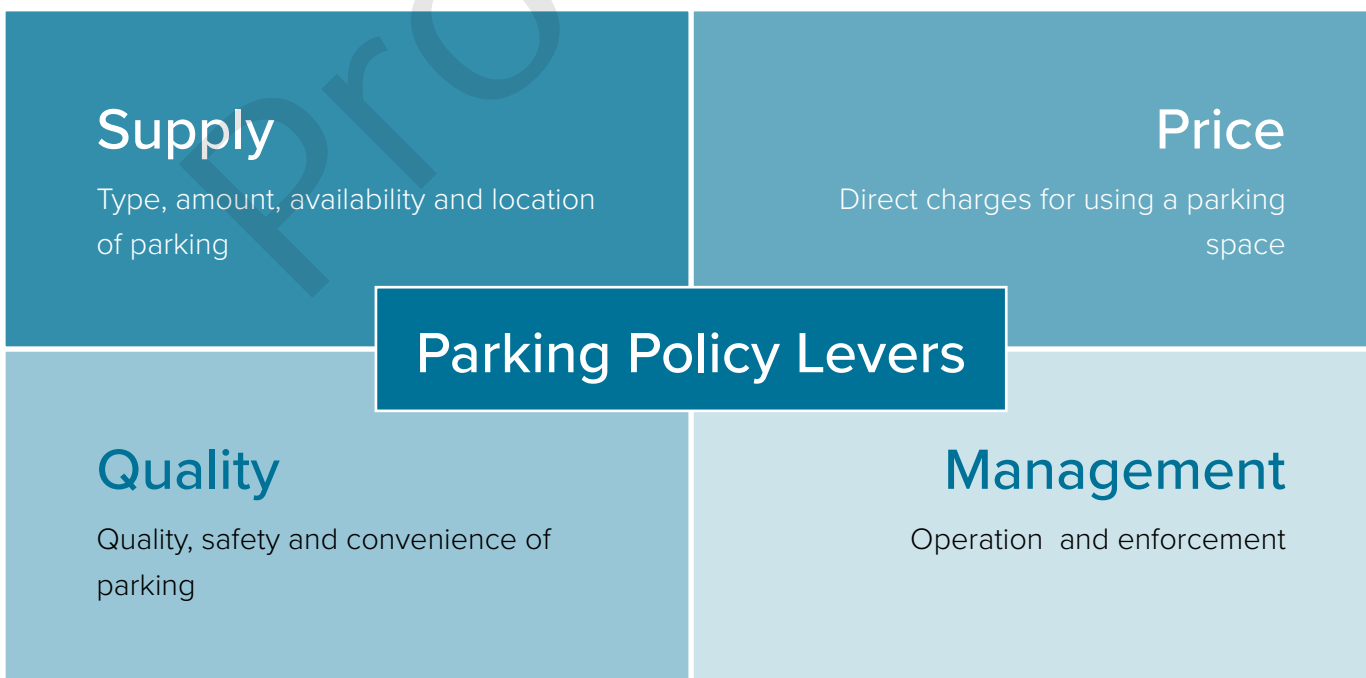 Supply
Type, amount, availability and location
of parking
Price
Direct charges for using a parking
space
Parking Policy Levers
Quality
Quality, safety and convenience of
parking
Management
Operation  and enforcement
Pro